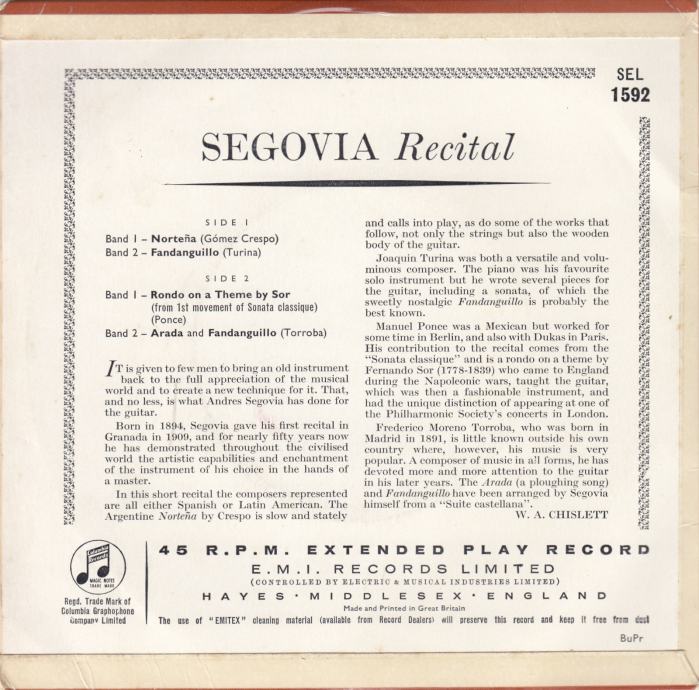 SEL
1592
SEGOVIA Recital
SIDE 1
Band 1 – Norteña (Gómez Crespo)
Band 2 – Fandanguillo (Turina)
SIDE 2
Band 1 – Rondo on a Theme by Sor
(from 1st movement of Sonata classique)
(Ponce)
Band 2 – Arada and Fandanguillo (Torroba)
IT is given to few men to bring an old instrument
back to the full appreciation of the musical
world and to create a new technique for it. That,
and no less, is what Andres Segovia has done for
the guitar.
Born in 1894, Segovia gave his first recital in
Granada in 1909, and for nearly fifty years now
he has demonstrated throughout the civilised
world the artistic capabilities and enchantment
of the instrument of his choice in the hands of
a master.
In this short recital the composers represented
are all either Spanish or Latin American. The
Argentine Norteña by Crespo is slow and stately
and calls into play, as do some of the works that
follow, not only the strings but also the wooden
body of the guitar.
Joaquin Turina was both a versatile and volu-
minous composer. The piano was his favourite
solo instrument but he wrote several pieces for
the guitar, including a sonata, of which the
sweetly nostalgic Fandanguillo is probably the
best known.
Manuel Ponce was a Mexican but worked for
some time in Berlin, and also with Dukas in Paris.
His contribution to the recital comes from the
"Sonata classique" and is a rondo on a theme by
Fernando Sor (1778-1839) who came to England
during the Napoleonic wars, taught the guitar,
which was then a fashionable instrument, and
had the unique distinction of appearing at one of
the Philharmonic Society's concerts in London.
Frederico Moreno Torroba, who was born in
Madrid in 1891, is little known outside his own
country where, however, his music is very
popular. A composer of music in all forms, he has
devoted more and more attention to the guitar
in his later years. The Arada (a ploughing song)
and Fandanguillo have been arranged by Segovia
himself from a "Suite castellana".
W. A. CHISLETT
Columbia
Records
MAGIC NOTES
TRADE MARK
Regd. Trade Mark of
Columbia Graphophone
Company Limited
45 R.P.M. EXTENDED PLAY RECORD
E.M.I. RECORDS LIMITED
(CONTROLLED BY ELECTRIC & MUSICAL INDUSTRIES LIMITED)
HAYES · MIDDLESEX · ENGLAND
Made and Printed in Great Britain
The use of "EMITEX" cleaning material (available from Record Dealers) will preserve this record and keep it free from dust
BuPr